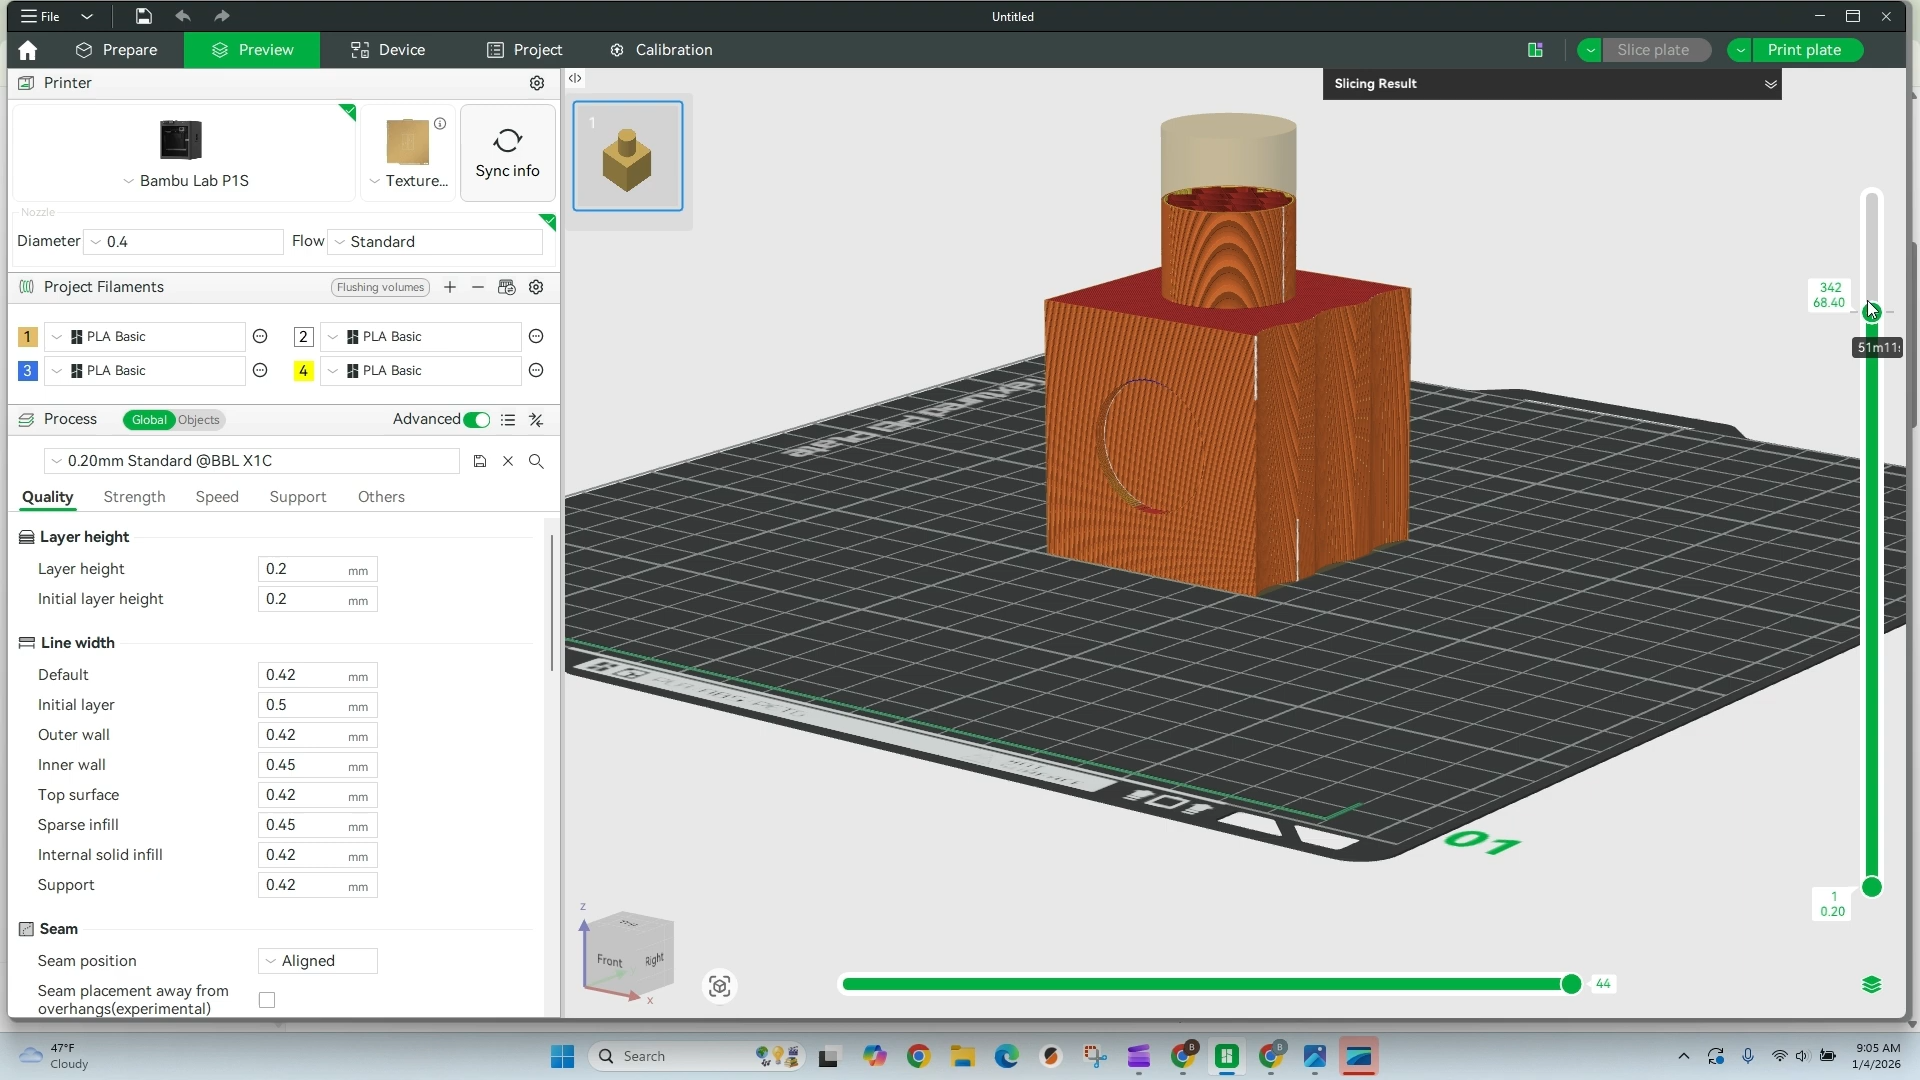 File
Untitled
Prepare
Preview
Device
Project
Calibration
Slice plate
Print plate
Printer
Slicing Result
1
Bambu Lab P1S
Texture...
Sync info
Nozzle
Diameter
0.4
Flow
Standard
Project Filaments
Flushing volumes
1 PLA Basic
2 PLA Basic
3 PLA Basic
4 PLA Basic
Process
Global
Objects
Advanced
0.20mm Standard @BBL X1C
Quality
Strength
Speed
Support
Others
Layer height
Layer height 0.2 mm
Initial layer height 0.2 mm
Line width
Default 0.42 mm
Initial layer 0.5 mm
Outer wall 0.42 mm
Inner wall 0.45 mm
Top surface 0.42 mm
Sparse infill 0.45 mm
Internal solid infill 0.42 mm
Support 0.42 mm
Seam
Seam position Aligned
Seam placement away from
overhangs(experimental)
342
68.40
51m11s
1
0.20
01
z
Front
Right
x
44
47°F
Cloudy
Search
9:05 AM
1/4/2026